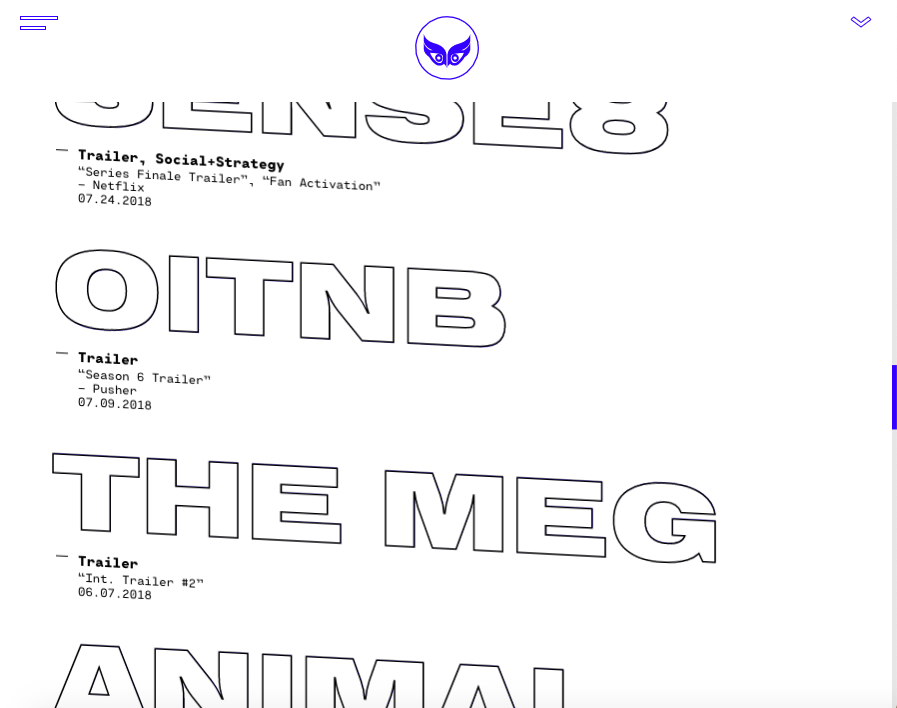 SENSE8
Trailer, Social+Strategy
“Series Finale Trailer”, “Fan Activation”
– Netflix
07.24.2018
OITNB
Trailer
“Season 6 Trailer”
– Pusher
07.09.2018
THE MEG
Trailer
“Int. Trailer #2”
06.07.2018
ANIMAL